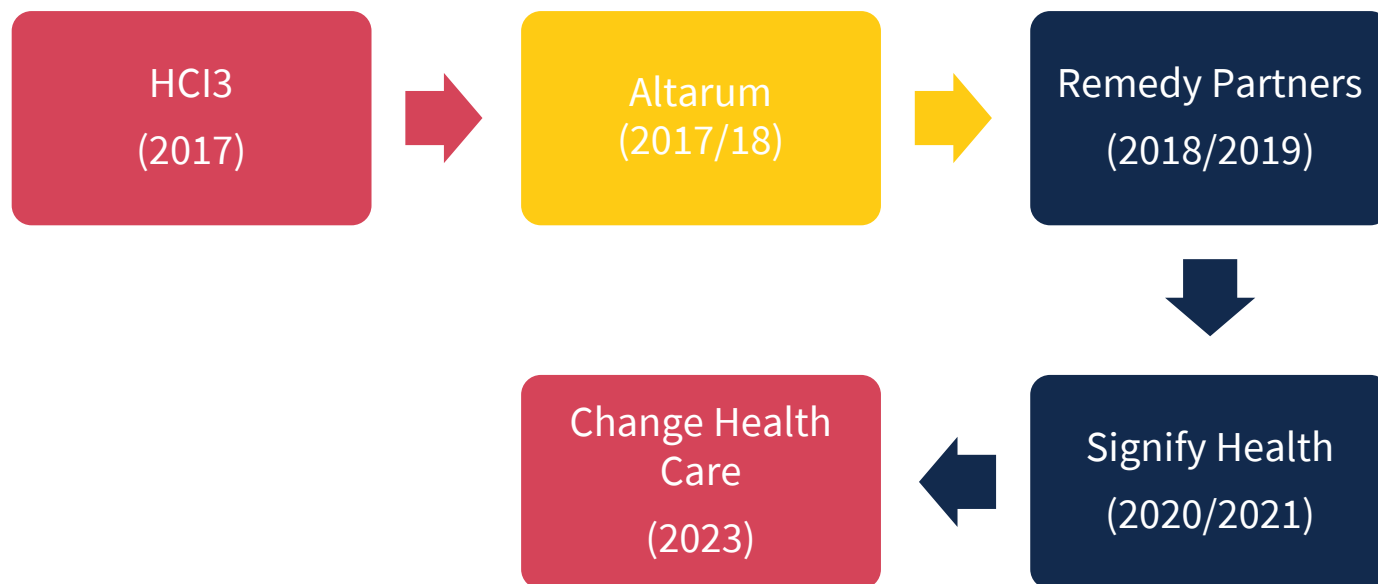 HCI3
(2017)
Altarum
(2017/18)
Remedy Partners
(2018/2019)
Signify Health
(2020/2021)
Change Health
Care
(2023)